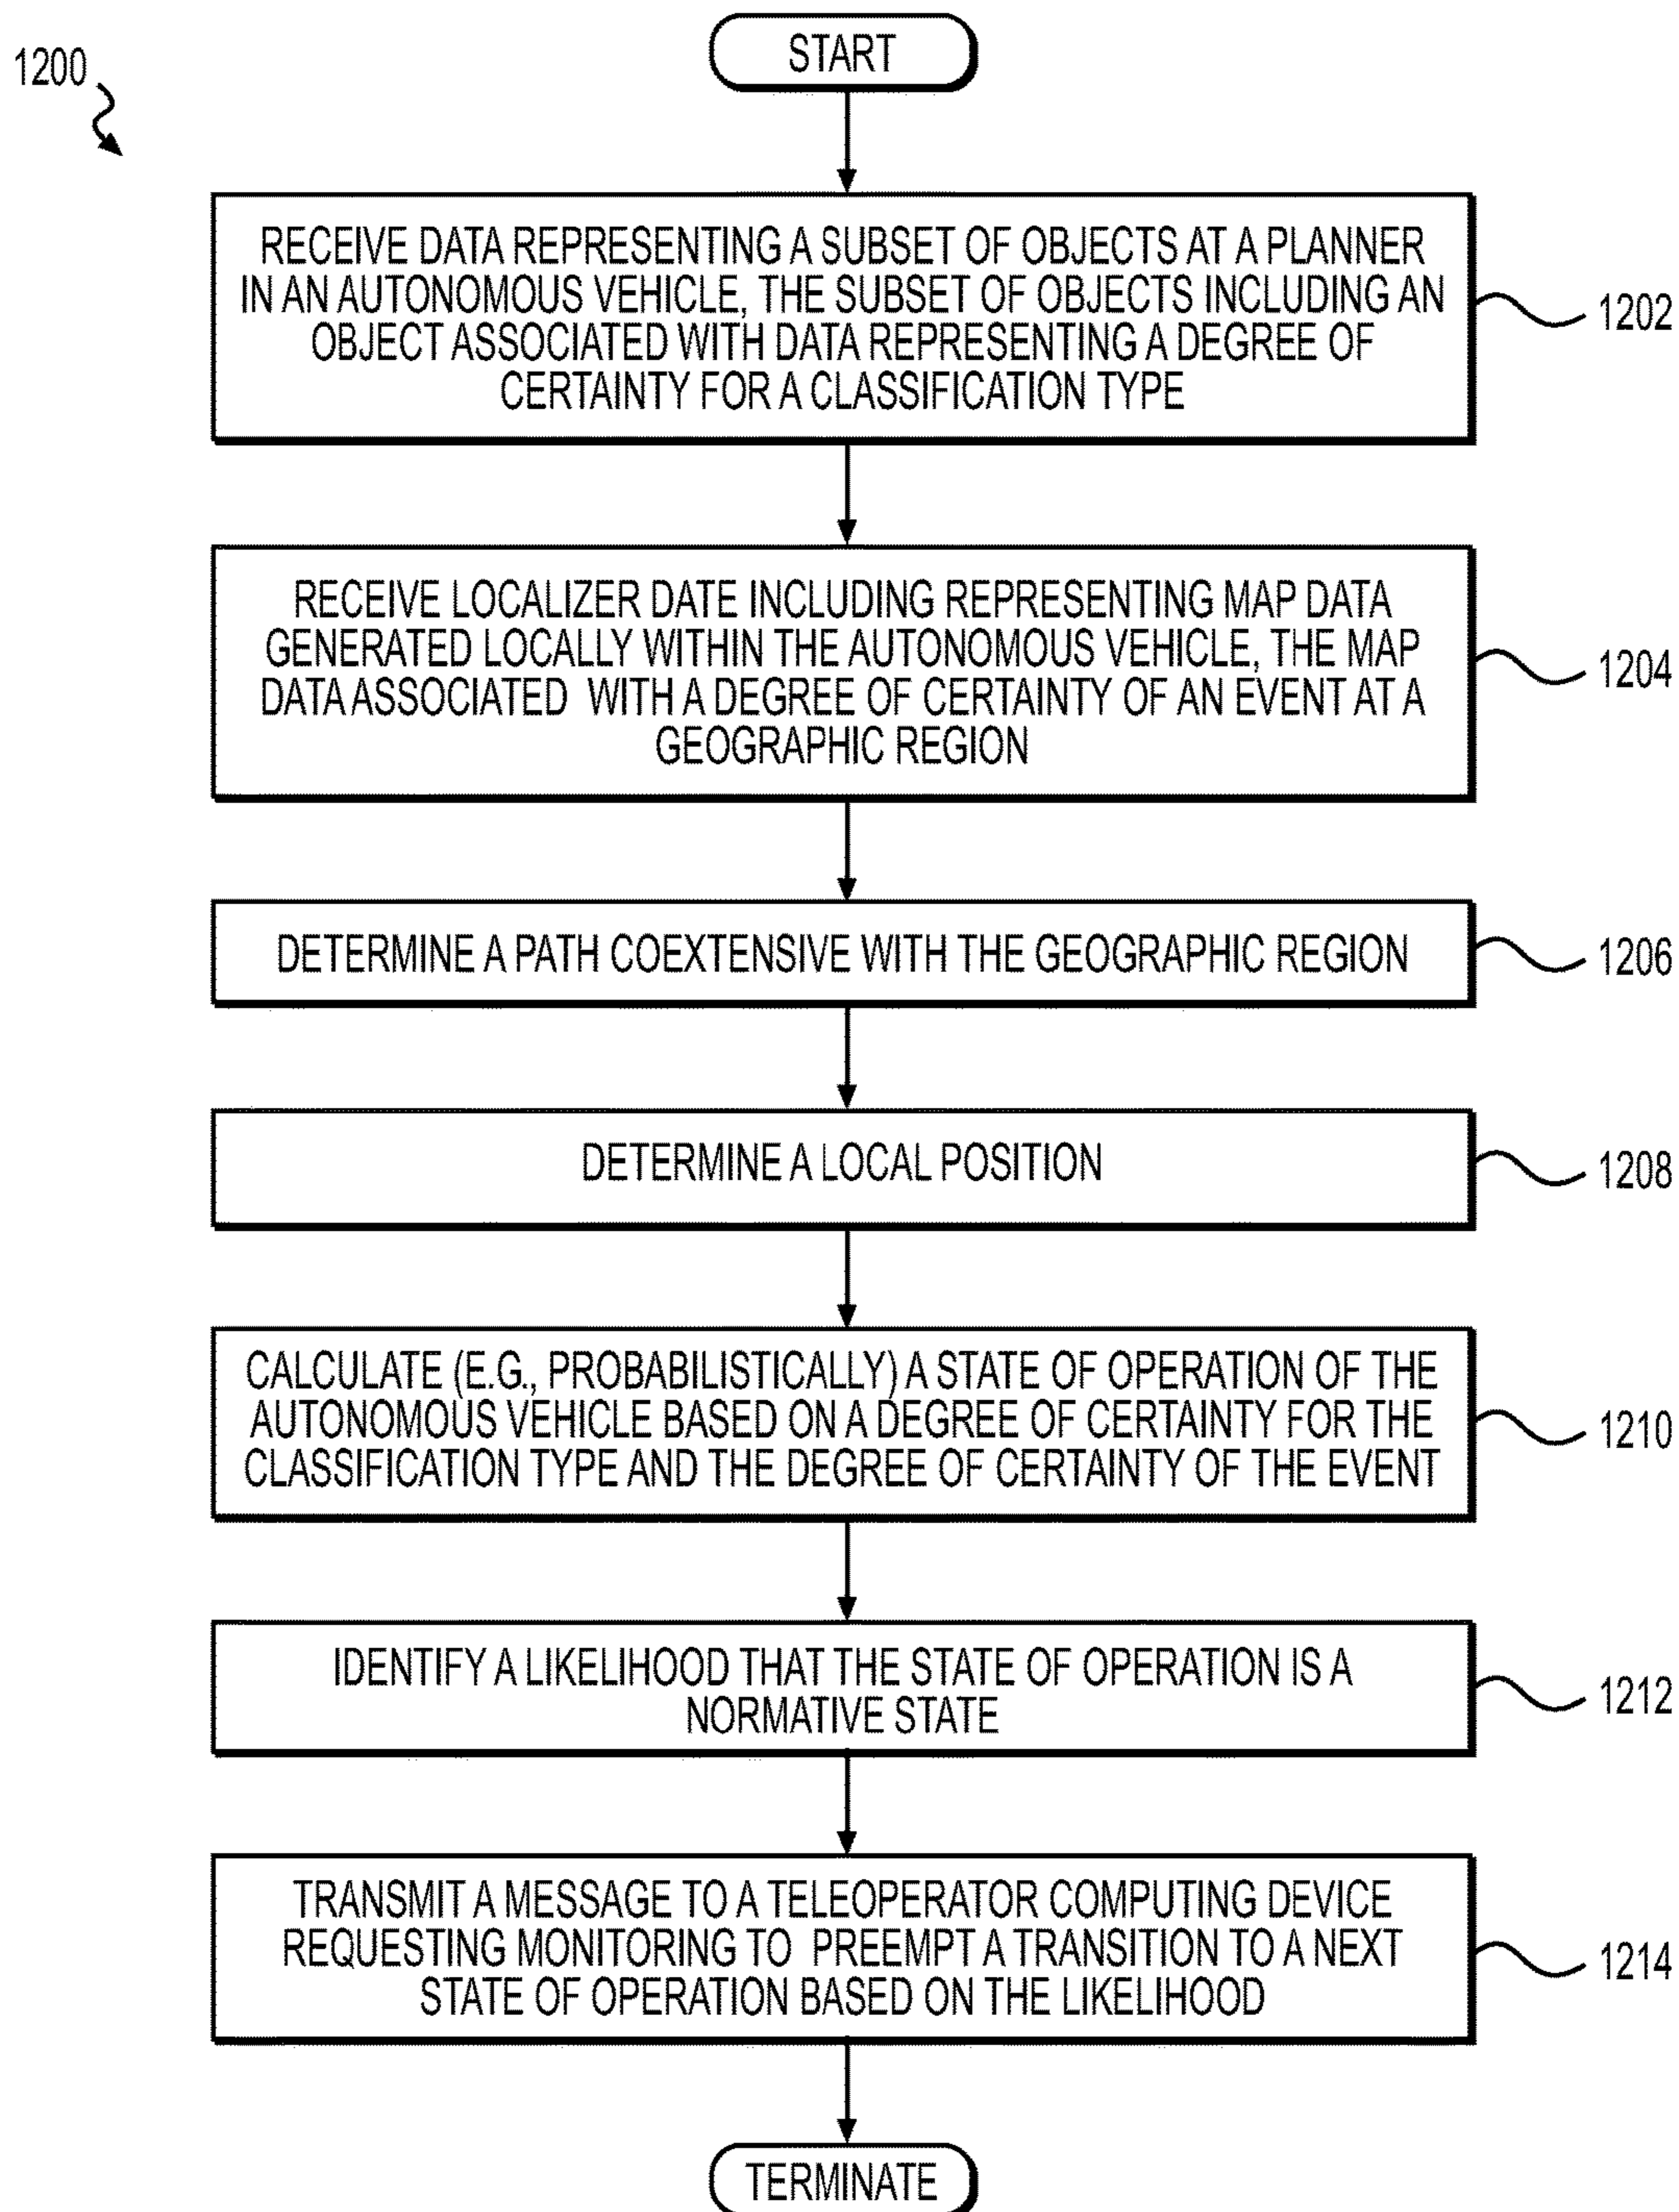 START
1200
RECEIVE DATA REPRESENTING A SUBSET OF OBJECTS AT A PLANNER
IN AN AUTONOMOUS VEHICLE, THE SUBSET OF OBJECTS INCLUDING AN
OBJECT ASSOCIATED WITH DATA REPRESENTING A DEGREE OF
CERTAINTY FOR A CLASSIFICATION TYPE
1202
RECEIVE LOCALIZER DATE INCLUDING REPRESENTING MAP DATA
GENERATED LOCALLY WITHIN THE AUTONOMOUS VEHICLE, THE MAP
DATA ASSOCIATED WITH A DEGREE OF CERTAINTY OF AN EVENT AT A
GEOGRAPHIC REGION
1204
DETERMINE A PATH COEXTENSIVE WITH THE GEOGRAPHIC REGION
1206
DETERMINE A LOCAL POSITION
1208
CALCULATE (E.G., PROBABILISTICALLY) A STATE OF OPERATION OF THE
AUTONOMOUS VEHICLE BASED ON A DEGREE OF CERTAINTY FOR THE
CLASSIFICATION TYPE AND THE DEGREE OF CERTAINTY OF THE EVENT
1210
IDENTIFY A LIKELIHOOD THAT THE STATE OF OPERATION IS A
NORMATIVE STATE
1212
TRANSMIT A MESSAGE TO A TELEOPERATOR COMPUTING DEVICE
REQUESTING MONITORING TO PREEMPT A TRANSITION TO A NEXT
STATE OF OPERATION BASED ON THE LIKELIHOOD
1214
TERMINATE